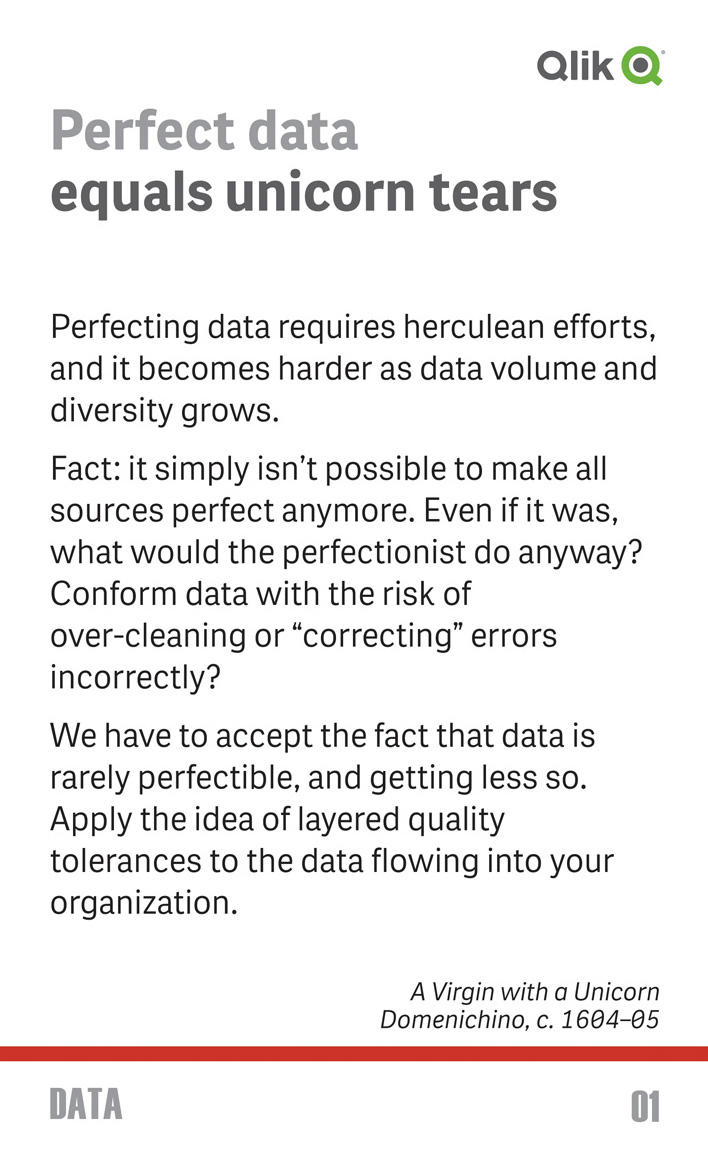 Qlik
Perfect data
equals unicorn tears
Perfecting data requires herculean efforts,
and it becomes harder as data volume and
diversity grows.
Fact: it simply isn’t possible to make all
sources perfect anymore. Even if it was,
what would the perfectionist do anyway?
Conform data with the risk of
over-cleaning or “correcting” errors
incorrectly?
We have to accept the fact that data is
rarely perfectible, and getting less so.
Apply the idea of layered quality
tolerances to the data flowing into your
organization.
A Virgin with a Unicorn
Domenichino, c. 1604–05
DATA
01